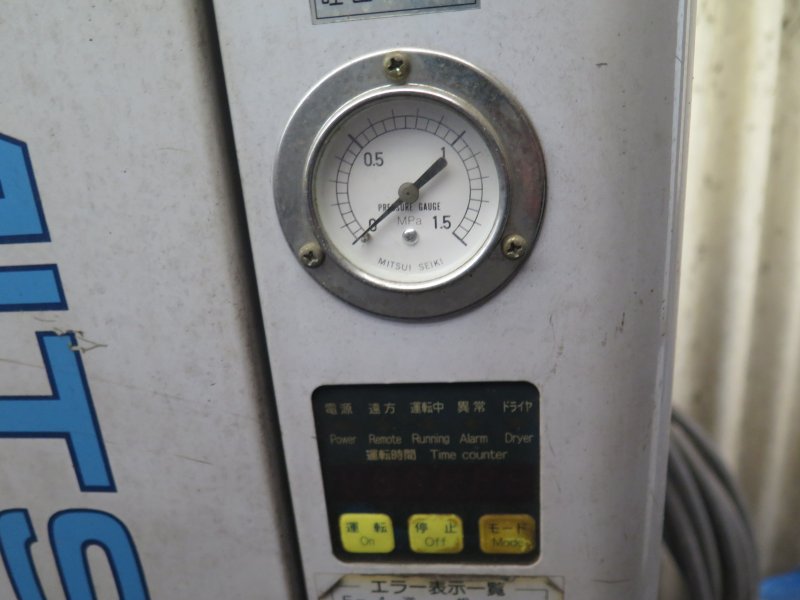 0.5
1
PRESSURE GAUGE
0 MPa 1.5
MITSUI SEIKI
電源 遠方 運転中 異常 ドライヤ
Power Remote Running Alarm Dryer
運転時間 Time counter
運転 停止 モード
On Off Mode
エラー表示一覧
ITS